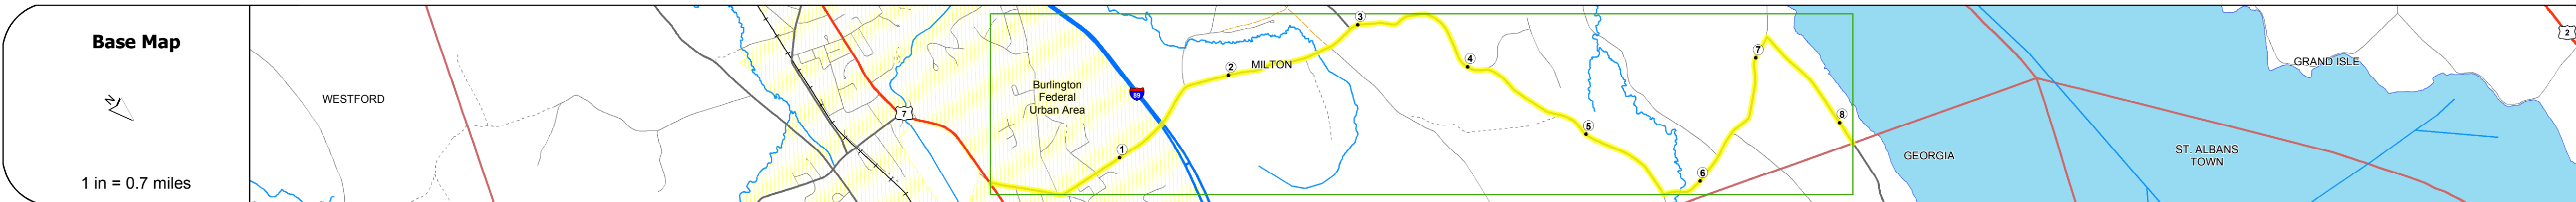 Base Map
N
1 in = 0.7 miles
WESTFORD
7
Burlington
Federal
Urban Area
89
1
2
MILTON
3
4
5
6
7
8
GEORGIA
ST. ALBANS
TOWN
GRAND ISLE
2